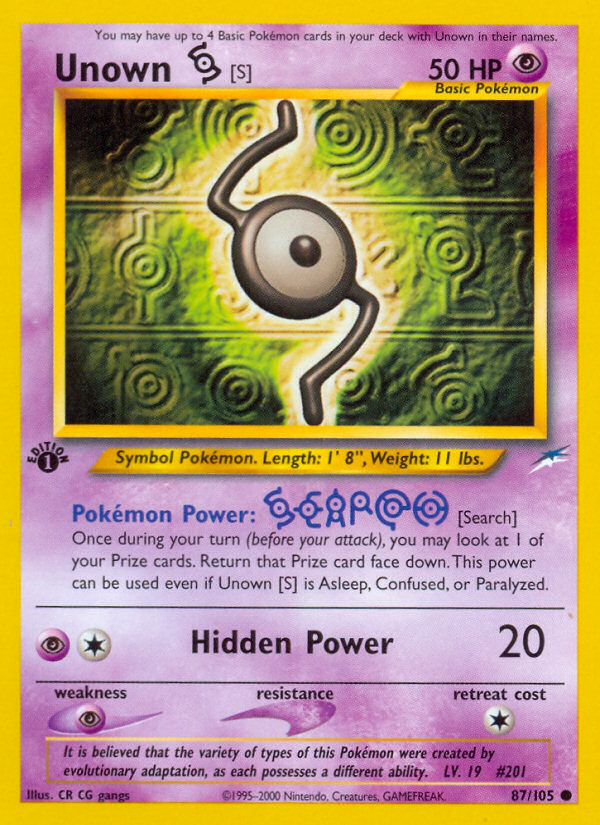 You may have up to 4 Basic Pokémon cards in your deck with Unown in their names.
Unown S [S] 50 HP
Basic Pokémon
EDITION
1
Symbol Pokémon. Length: 1' 8", Weight: 11 lbs.
Pokémon Power: SEARCH [Search]
Once during your turn (before your attack), you may look at 1 of
your Prize cards. Return that Prize card face down. This power
can be used even if Unown [S] is Asleep, Confused, or Paralyzed.
Hidden Power 20
weakness resistance retreat cost
It is believed that the variety of types of this Pokémon were created by
evolutionary adaptation, as each possesses a different ability. LV. 19 #201
Illus. CR CG gangs ©1995-2000 Nintendo, Creatures, GAMEFREAK. 87/105